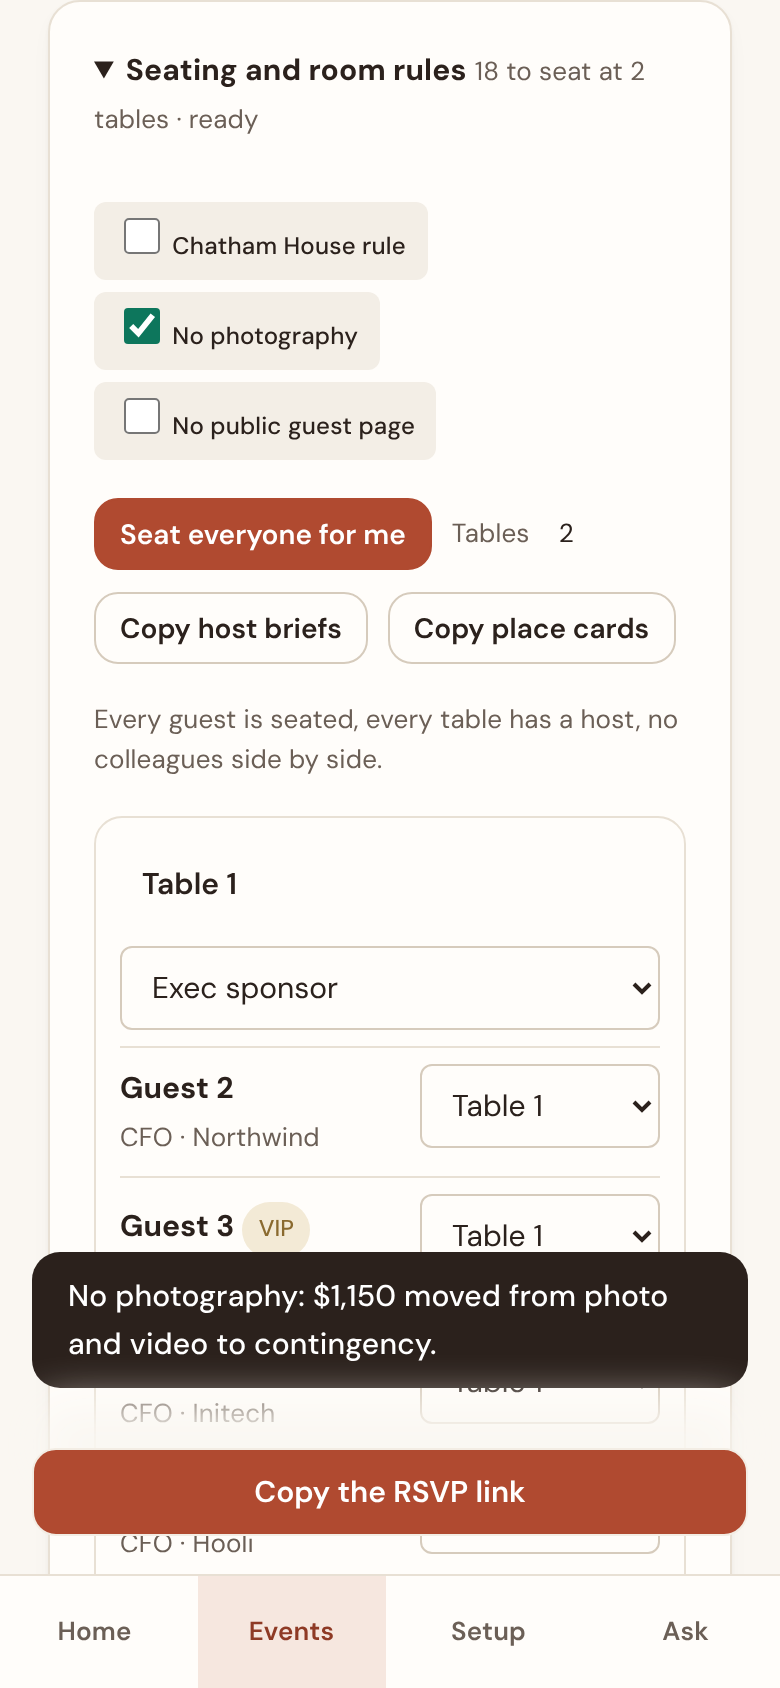 ▼ Seating and room rules 18 to seat at 2
tables · ready
Chatham House rule
No photography
No public guest page
Seat everyone for me
Tables 2
Copy host briefs
Copy place cards
Every guest is seated, every table has a host, no
colleagues side by side.
Table 1
Exec sponsor
Guest 2
CFO · Northwind
Table 1
Guest 3 VIP
Table 1
No photography: $1,150 moved from photo
and video to contingency.
Table 1
CFO · Initech
Copy the RSVP link
CFO · Hooli
Home
Events
Setup
Ask